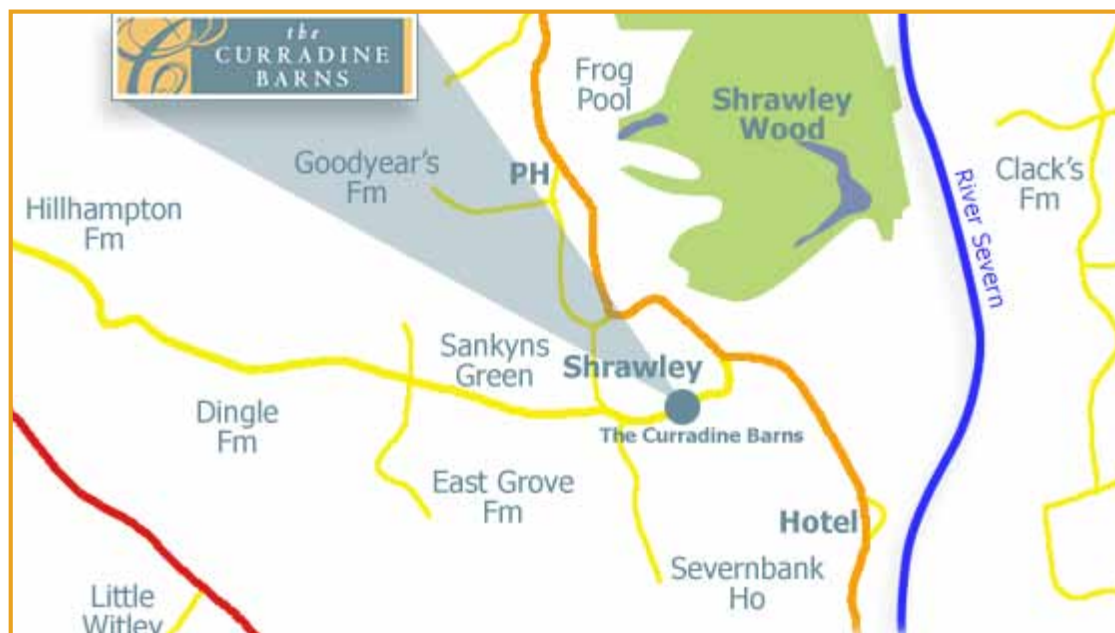 the
CURRADINE
BARNS
Frog
Pool
Shrawley
Wood
Goodyear's
Fm
PH
Clack's
Fm
Hillhampton
Fm
River Severn
Sankyns
Green
Shrawley
Dingle
Fm
The Curradine Barns
East Grove
Fm
Hotel
Severnbank
Ho
Little
Witley